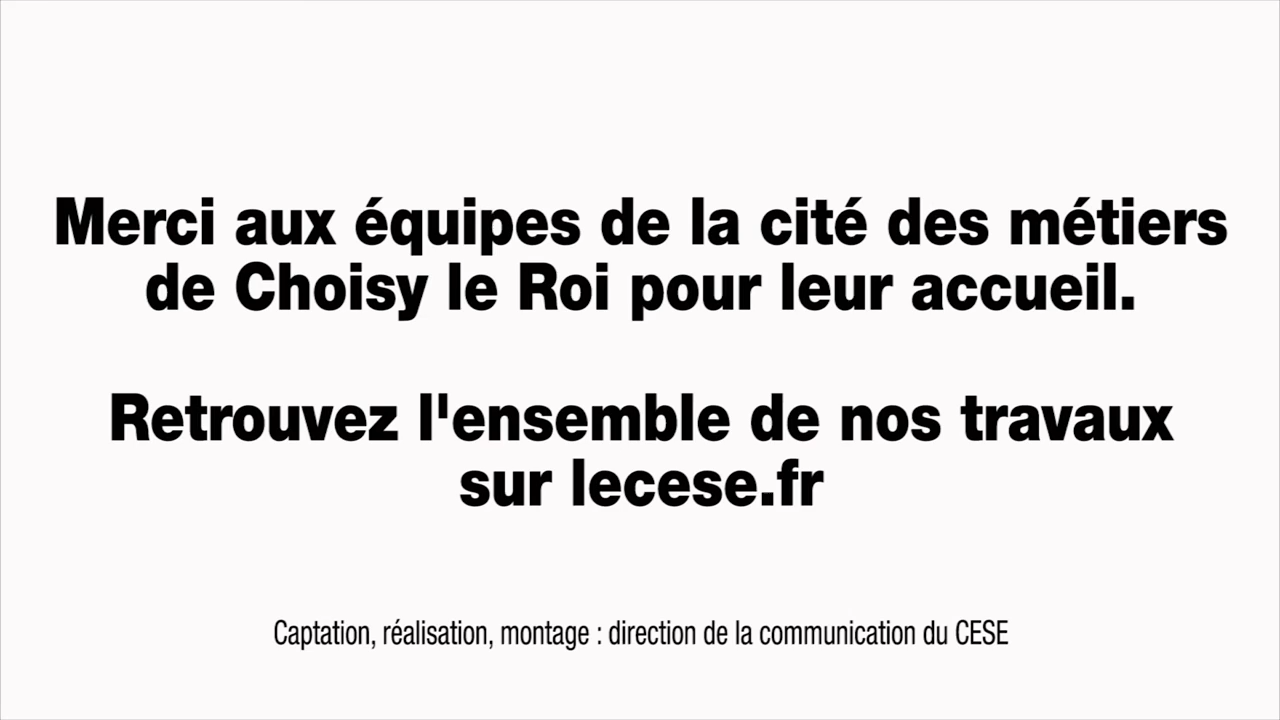 Merci aux équipes de la cité des métiers
de Choisy le Roi pour leur accueil.
Retrouvez l'ensemble de nos travaux
sur lecese.fr
Captation, réalisation, montage : direction de la communication du CESE